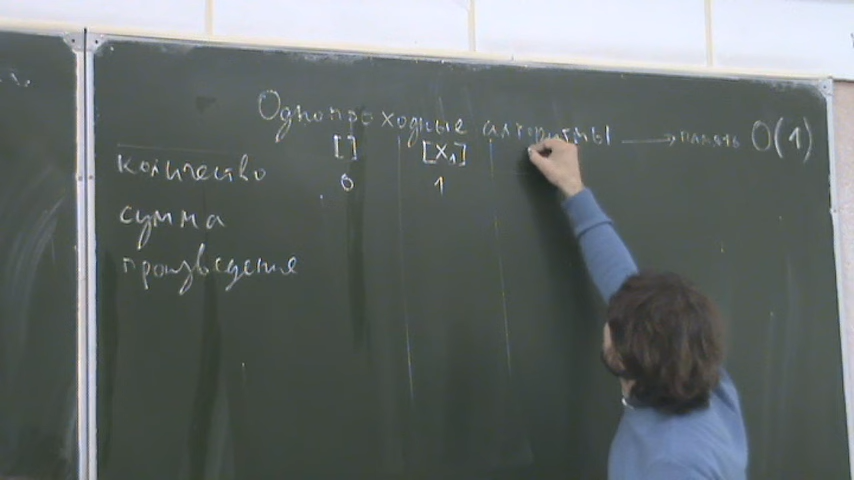 Однопроходные алгоритмы → память O(1)
[] [x₁]
количество 0 1
сумма
произведение